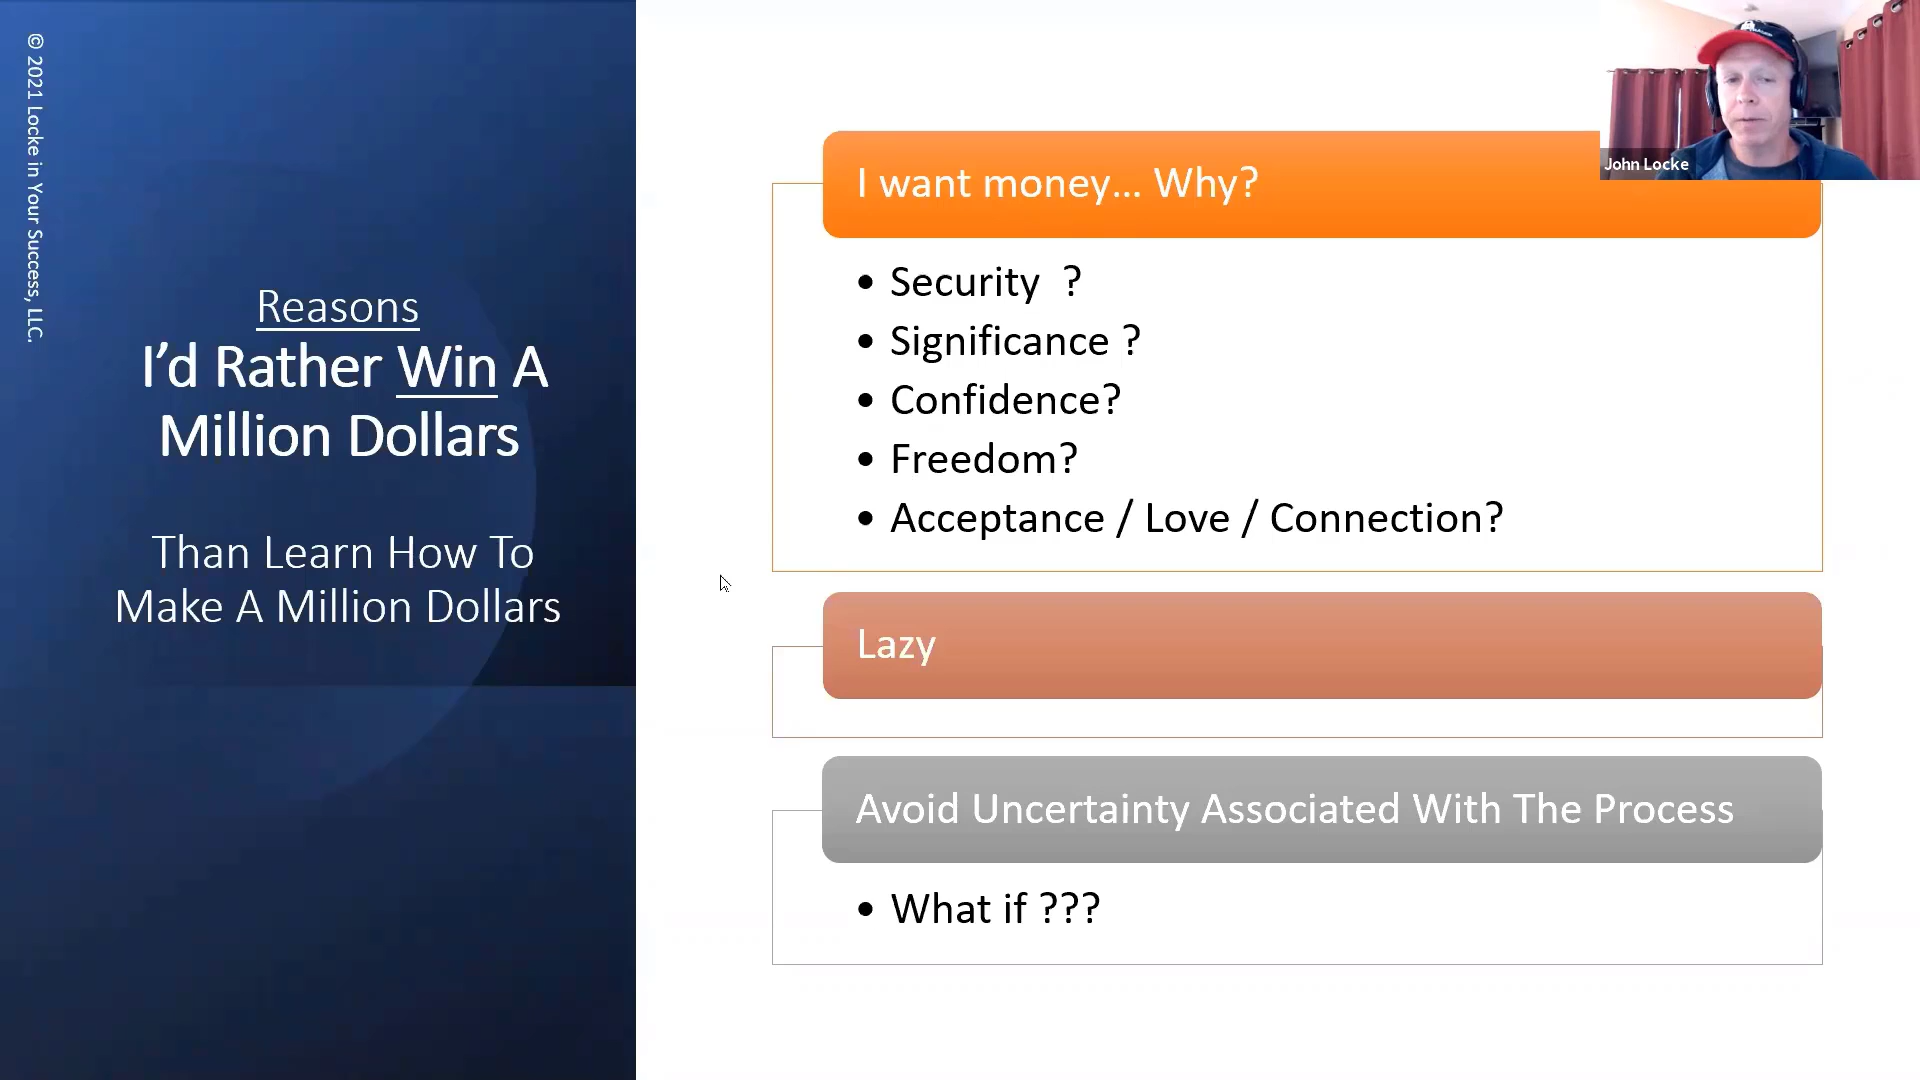 © 2021 Locke in Your Success, LLC.
Reasons
I’d Rather Win A
Million Dollars
Than Learn How To
Make A Million Dollars
I want money... Why?
• Security  ?
• Significance ?
• Confidence?
• Freedom?
• Acceptance / Love / Connection?
Lazy
Avoid Uncertainty Associated With The Process
• What if ???
John Locke